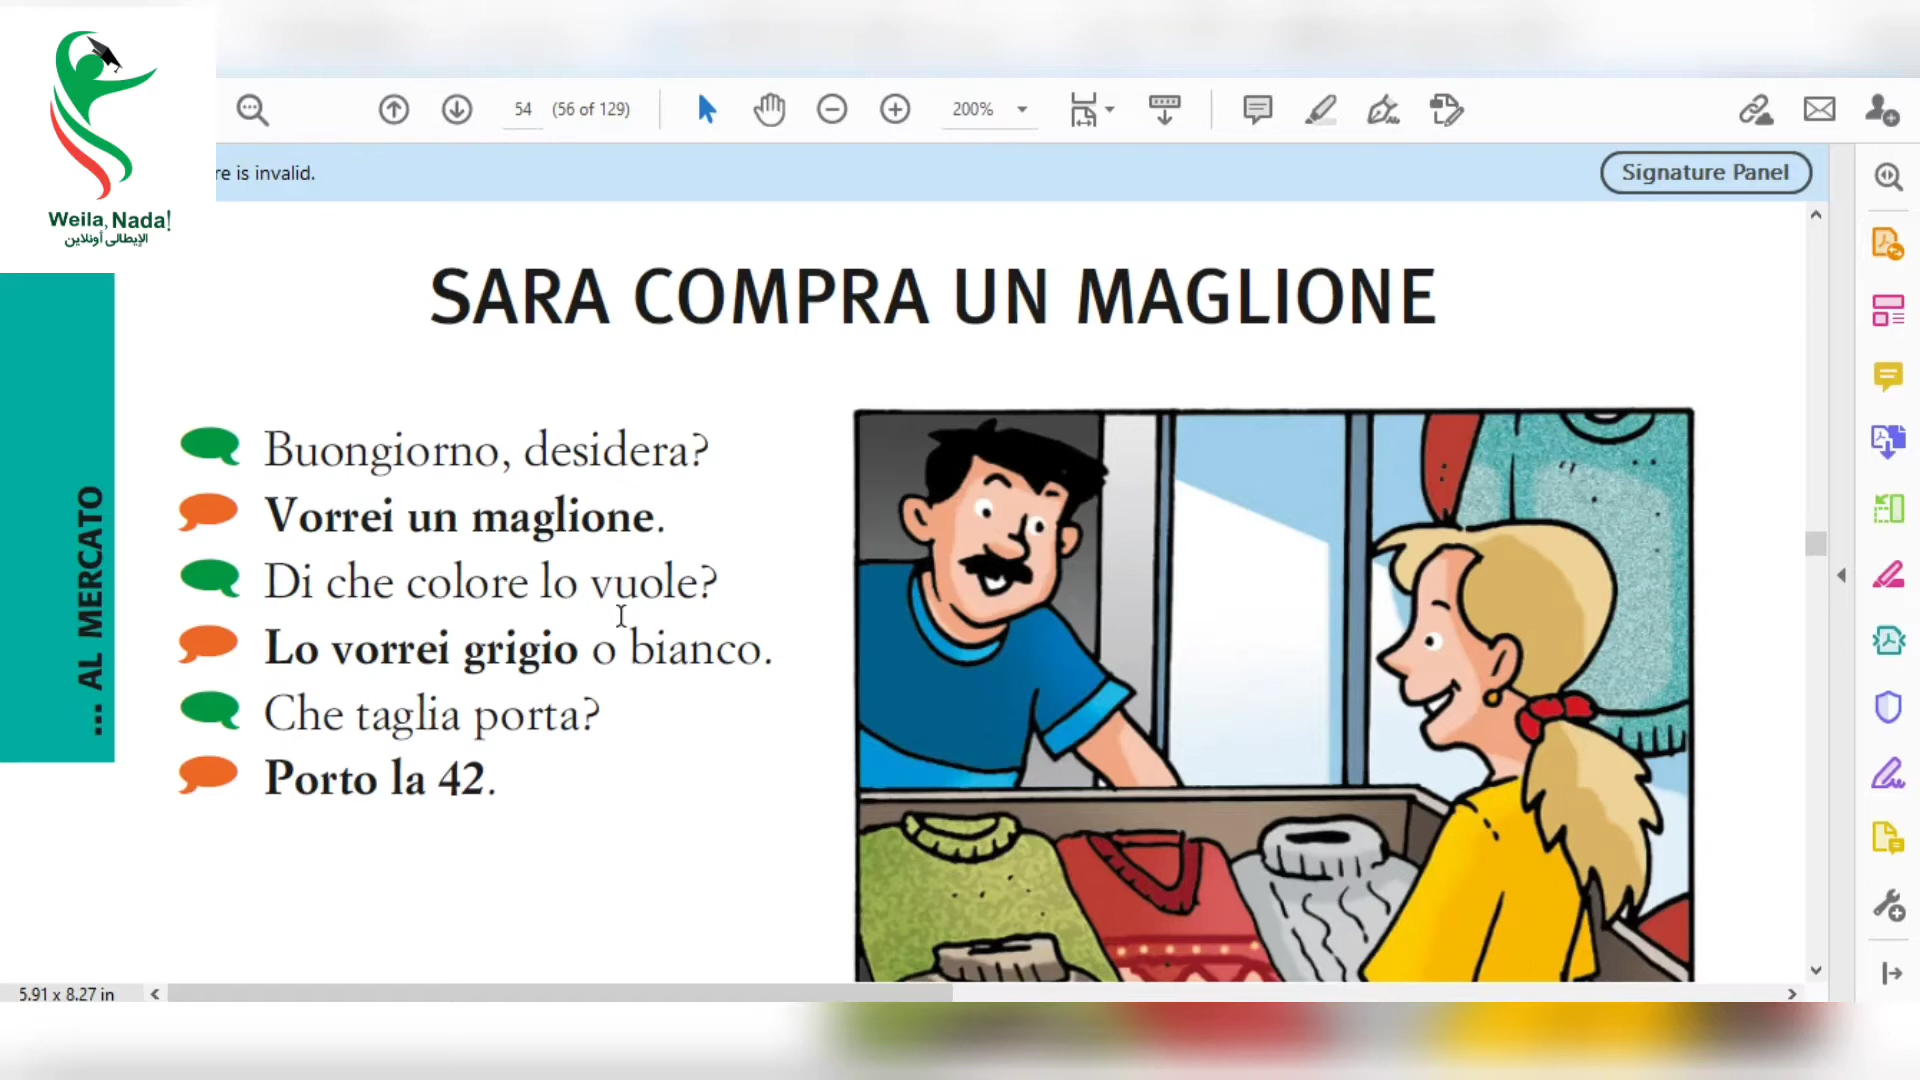 Weila, Nada!
الإيطالى أونلاين
54 (56 of 129)
200%
re is invalid.
Signature Panel
SARA COMPRA UN MAGLIONE
Buongiorno, desidera?
Vorrei un maglione.
Di che colore lo vuole?
Lo vorrei grigio o bianco.
Che taglia porta?
Porto la 42.
... AL MERCATO
5.91 x 8.27 in